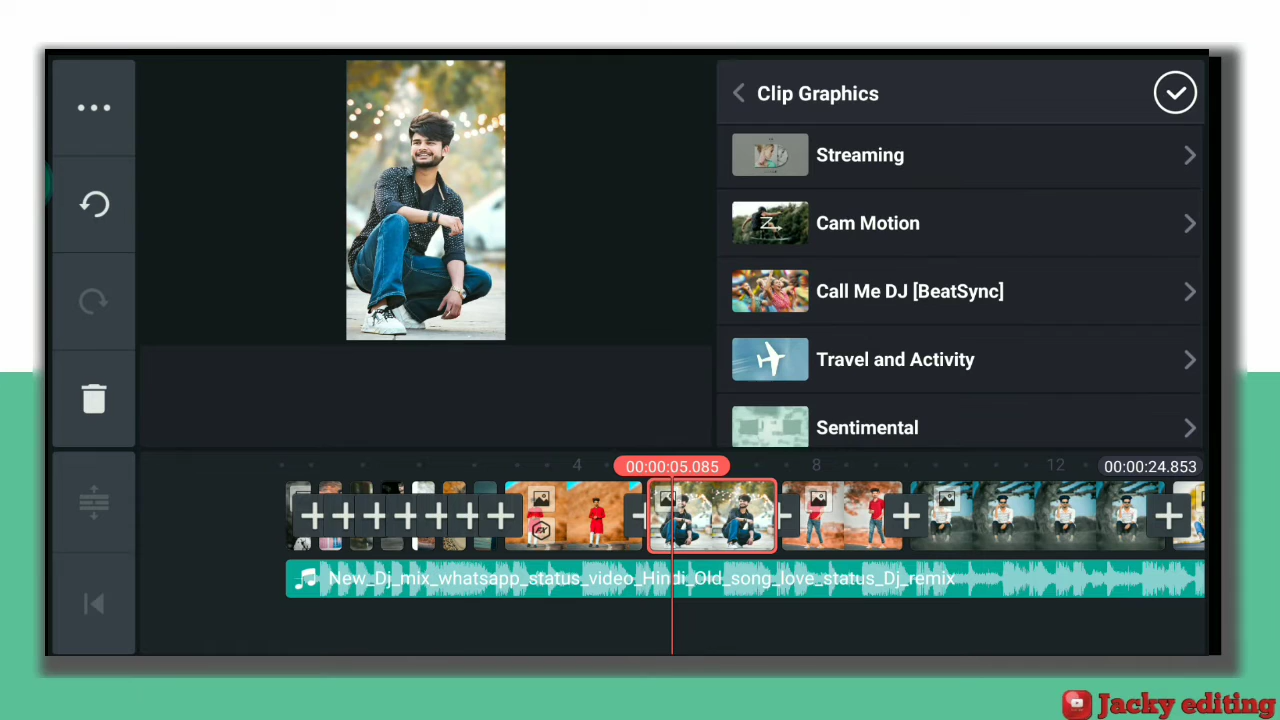 Clip Graphics
Streaming
Cam Motion
Call Me DJ [BeatSync]
Travel and Activity
Sentimental
4
00:00:05.085
8
12
00:00:24.853
New_Dj_mix_whatsapp_status_video_Hindi_Old_song_love_status_Dj_remix
Jacky editing